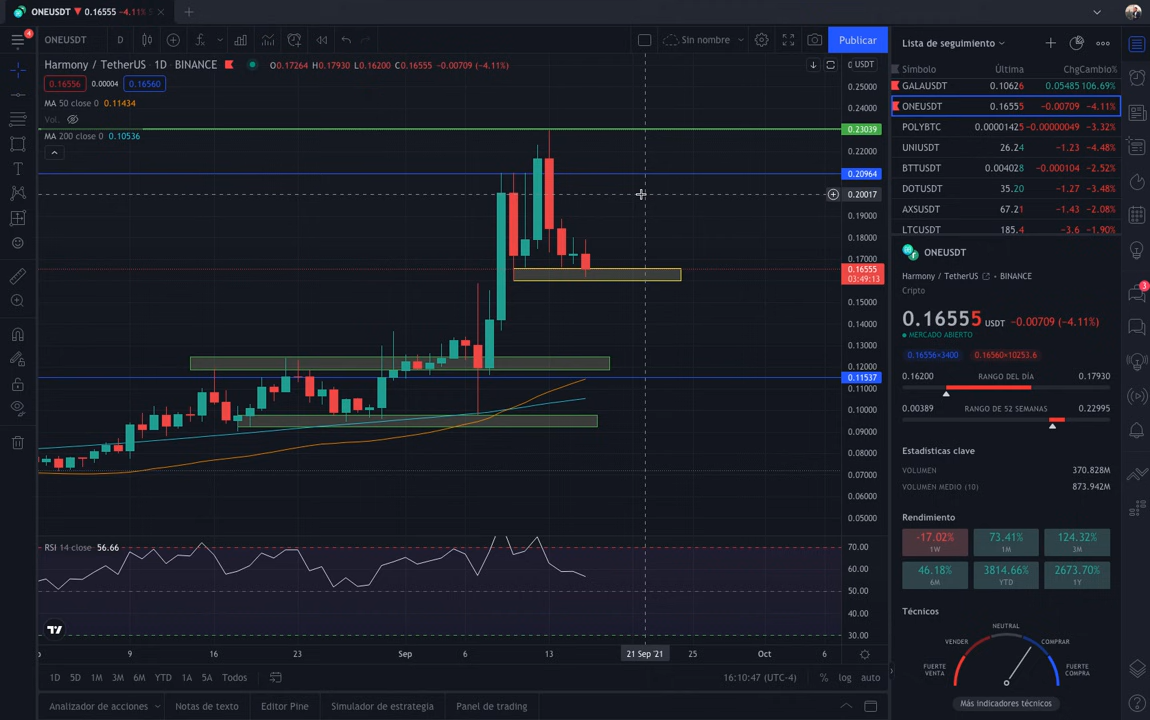 ONEUSDT ▼ 0.16555 −4.11%
4
ONEUSDT
D
Sin nombre
Publicar
Harmony / TetherUS · 1D · BINANCE
O0.17264 H0.17930 L0.16200 C0.16555 −0.00709 (−4.11%)
0.16556
0.00004
0.16560
MA 50 close 0 0.11434
Vol.
MA 200 close 0 0.10536
USDT
0.25000
0.24000
0.23039
0.22000
0.20964
0.20017
0.19000
0.18000
0.17000
0.16555
03:49:13
0.15000
0.14000
0.13000
0.12000
0.11537
0.11000
0.10000
0.09000
0.08000
0.07000
0.06000
0.05000
RSI 14 close 56.66
70.00
60.00
50.00
40.00
30.00
9
16
23
Sep
6
13
21 Sep '21
25
Oct
6
1D 5D 1M 3M 6M YTD 1A 5A Todos
16:10:47 (UTC-4)
% log auto
Analizador de acciones
Notas de texto
Editor Pine
Simulador de estrategia
Panel de trading
Lista de seguimiento
Símbolo Última Chg Cambio%
GALAUSDT 0.10626 0.05485 106.69%
ONEUSDT 0.16555 −0.00709 −4.11%
POLYBTC 0.00001425 −0.00000049 −3.32%
UNIUSDT 26.24 −1.23 −4.48%
BTTUSDT 0.004028 −0.000104 −2.52%
DOTUSDT 35.20 −1.27 −3.48%
AXSUSDT 67.21 −1.43 −2.08%
LTCUSDT 185.4 −3.6 −1.90%
ONEUSDT
Harmony / TetherUS · BINANCE
Cripto
0.16555 USDT −0.00709 (−4.11%)
MERCADO ABIERTO
0.16556×3400
0.16560×10253.6
0.16200 RANGO DEL DÍA 0.17930
0.00389 RANGO DE 52 SEMANAS 0.22995
Estadísticas clave
VOLUMEN 370.828M
VOLUMEN MEDIO (10) 873.942M
Rendimiento
-17.02% 73.41% 124.32%
1W 1M 3M
46.18% 3814.66% 2673.70%
6M YTD 1Y
Técnicos
NEUTRAL
VENDER
COMPRAR
FUERTE VENTA
FUERTE COMPRA
Más indicadores técnicos
3